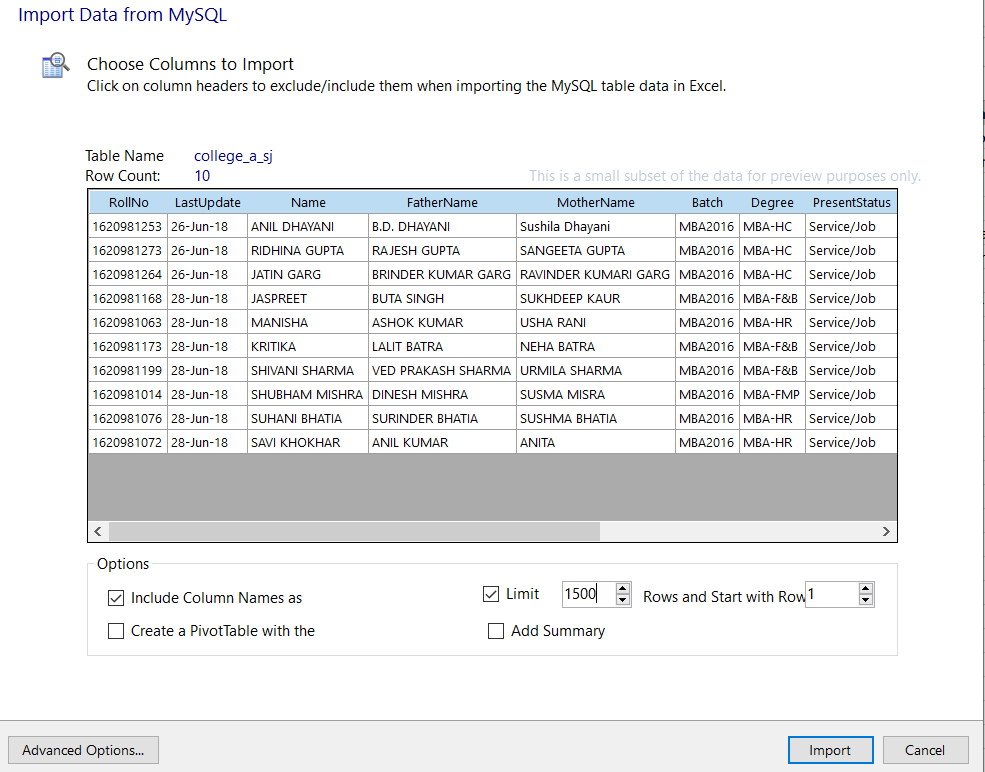 Import Data from MySQL
Choose Columns to Import
Click on column headers to exclude/include them when importing the MySQL table data in Excel.
Table Name college_a_sj
Row Count: 10 This is a small subset of the data for preview purposes only.
RollNo LastUpdate Name FatherName MotherName Batch Degree PresentStatus
1620981253 26-Jun-18 ANIL DHAYANI B.D. DHAYANI Sushila Dhayani MBA2016 MBA-HC Service/Job
1620981273 26-Jun-18 RIDHINA GUPTA RAJESH GUPTA SANGEETA GUPTA MBA2016 MBA-HC Service/Job
1620981264 26-Jun-18 JATIN GARG BRINDER KUMAR GARG RAVINDER KUMARI GARG MBA2016 MBA-HC Service/Job
1620981168 28-Jun-18 JASPREET BUTA SINGH SUKHDEEP KAUR MBA2016 MBA-F&B Service/Job
1620981063 28-Jun-18 MANISHA ASHOK KUMAR USHA RANI MBA2016 MBA-HR Service/Job
1620981173 28-Jun-18 KRITIKA LALIT BATRA NEHA BATRA MBA2016 MBA-F&B Service/Job
1620981199 28-Jun-18 SHIVANI SHARMA VED PRAKASH SHARMA URMILA SHARMA MBA2016 MBA-F&B Service/Job
1620981014 28-Jun-18 SHUBHAM MISHRA DINESH MISHRA SUSMA MISRA MBA2016 MBA-FMP Service/Job
1620981076 28-Jun-18 SUHANI BHATIA SURINDER BHATIA SUSHMA BHATIA MBA2016 MBA-HR Service/Job
1620981072 28-Jun-18 SAVI KHOKHAR ANIL KUMAR ANITA MBA2016 MBA-HR Service/Job
Options
Include Column Names as Limit 1500 Rows and Start with Row 1
Create a PivotTable with the Add Summary
Advanced Options... Import Cancel